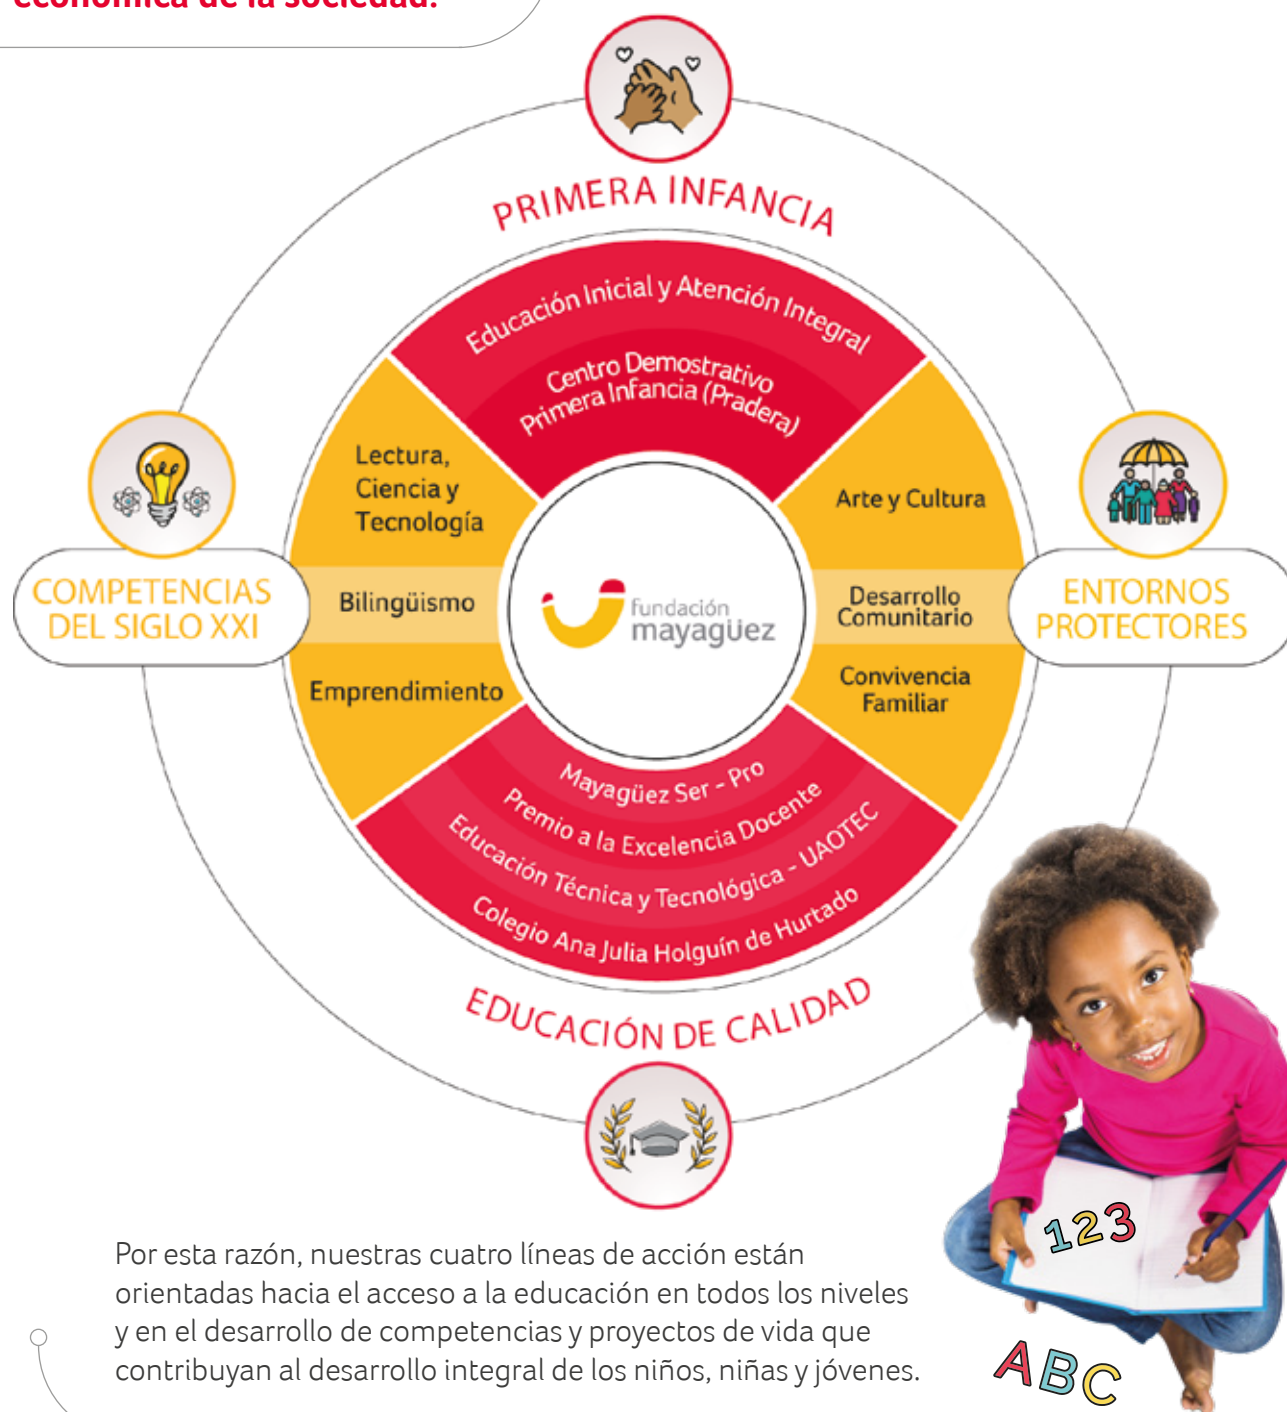 económica de la sociedad.
PRIMERA INFANCIA
Educación Inicial y Atención Integral
Centro Demostrativo
Primera Infancia (Pradera)
Lectura,
Ciencia y
Tecnología
Bilingüismo
Emprendimiento
COMPETENCIAS
DEL SIGLO XXI
fundación
mayagüez
Arte y Cultura
Desarrollo
Comunitario
Convivencia
Familiar
ENTORNOS
PROTECTORES
Mayagüez Ser - Pro
Premio a la Excelencia Docente
Educación Técnica y Tecnológica - UAOTEC
Colegio Ana Julia Holguín de Hurtado
EDUCACIÓN DE CALIDAD
123
ABC
Por esta razón, nuestras cuatro líneas de acción están
orientadas hacia el acceso a la educación en todos los niveles
y en el desarrollo de competencias y proyectos de vida que
contribuyan al desarrollo integral de los niños, niñas y jóvenes.